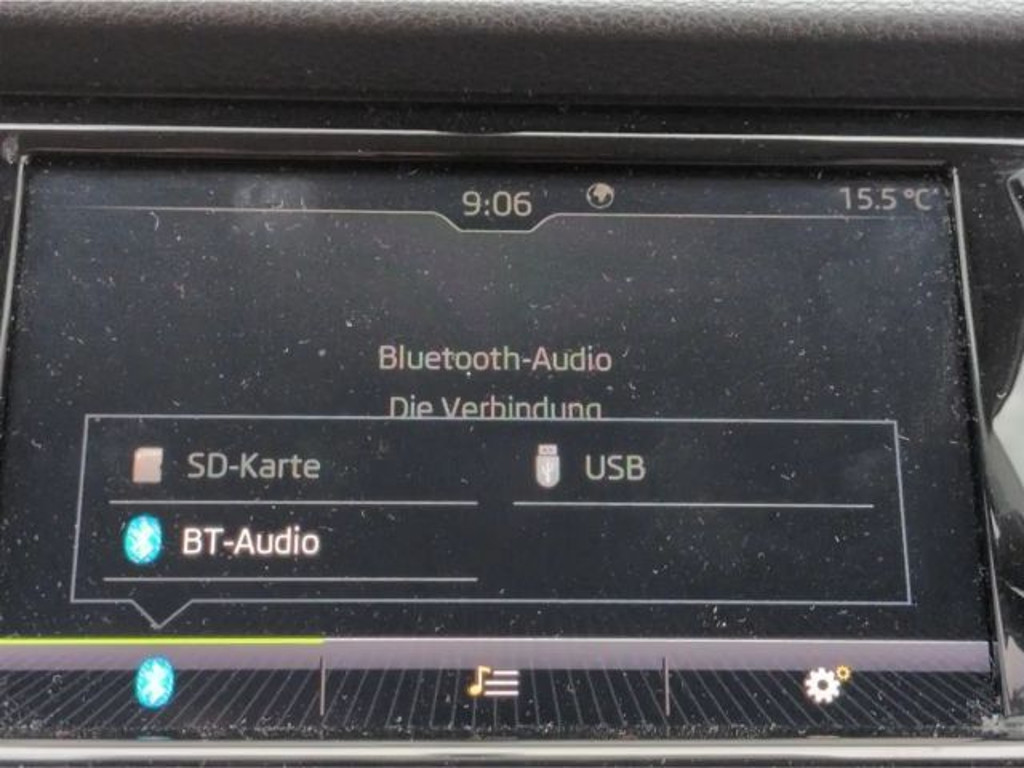 9:06
15.5 °C
Bluetooth-Audio
Die Verbindung
SD-Karte
USB
BT-Audio